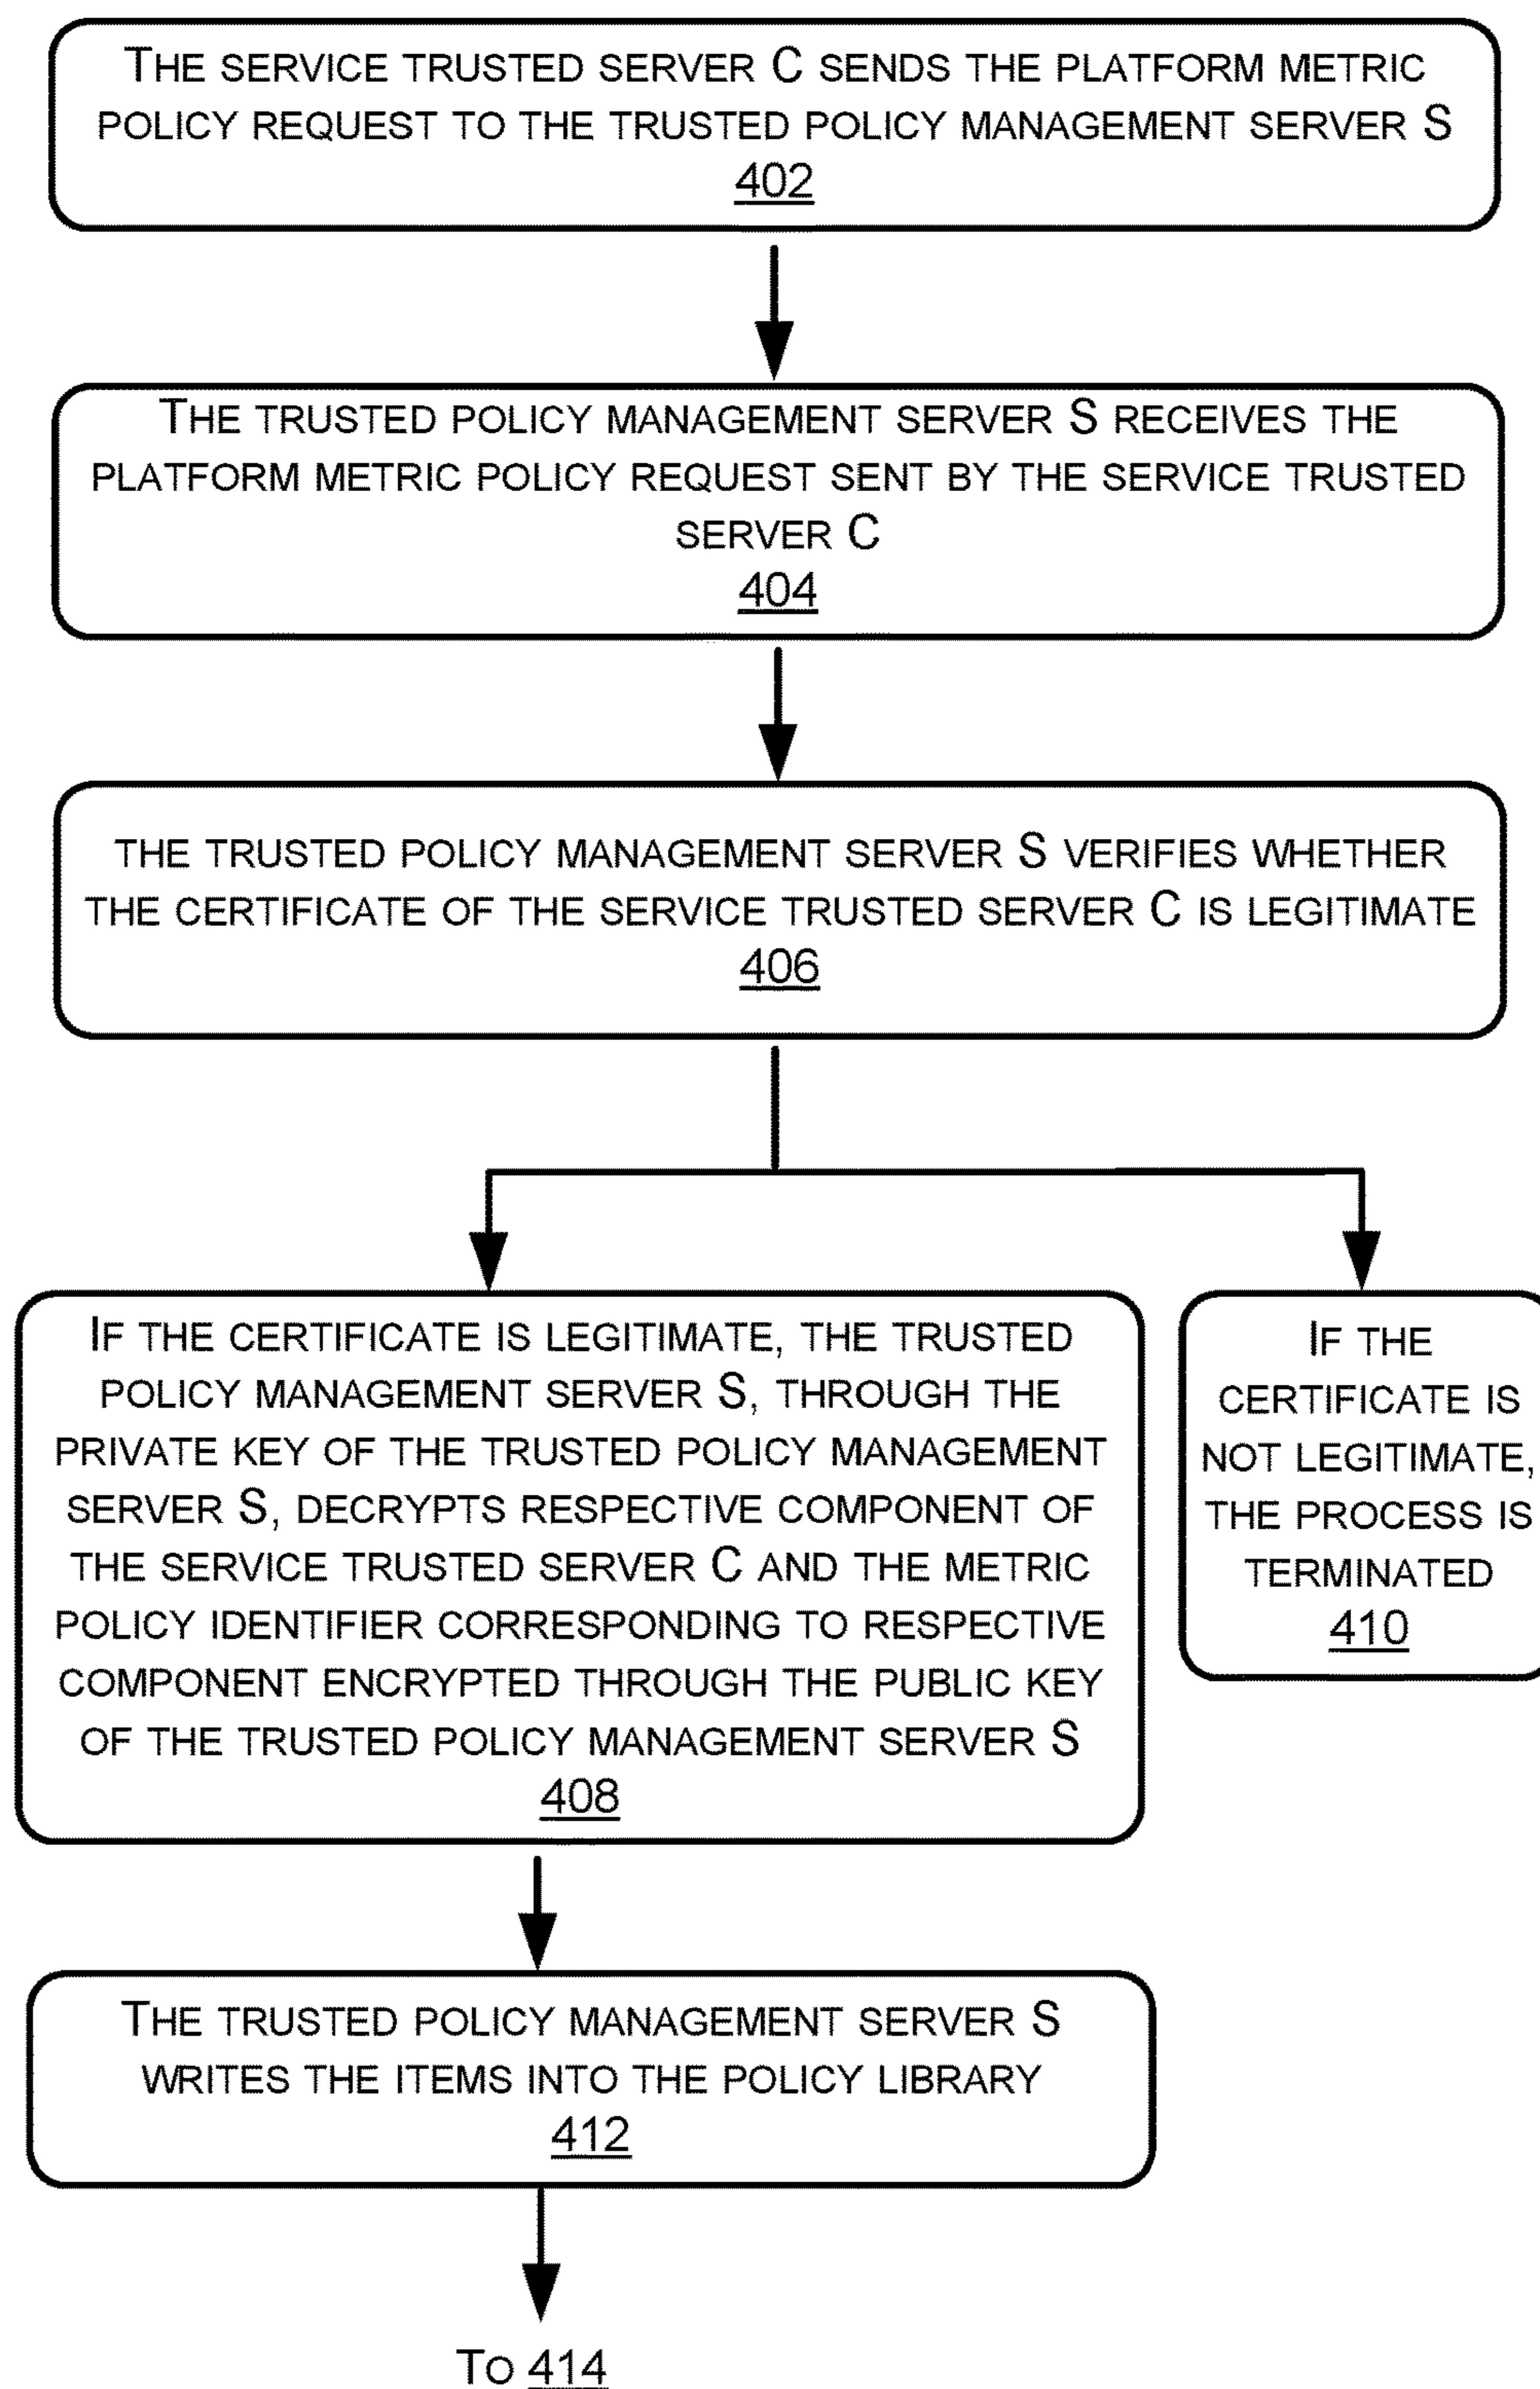 THE SERVICE TRUSTED SERVER C SENDS THE PLATFORM METRIC
POLICY REQUEST TO THE TRUSTED POLICY MANAGEMENT SERVER S
402
THE TRUSTED POLICY MANAGEMENT SERVER S RECEIVES THE
PLATFORM METRIC POLICY REQUEST SENT BY THE SERVICE TRUSTED
SERVER C
404
THE TRUSTED POLICY MANAGEMENT SERVER S VERIFIES WHETHER
THE CERTIFICATE OF THE SERVICE TRUSTED SERVER C IS LEGITIMATE
406
IF THE CERTIFICATE IS LEGITIMATE, THE TRUSTED
POLICY MANAGEMENT SERVER S, THROUGH THE
PRIVATE KEY OF THE TRUSTED POLICY MANAGEMENT
SERVER S, DECRYPTS RESPECTIVE COMPONENT OF
THE SERVICE TRUSTED SERVER C AND THE METRIC
POLICY IDENTIFIER CORRESPONDING TO RESPECTIVE
COMPONENT ENCRYPTED THROUGH THE PUBLIC KEY
OF THE TRUSTED POLICY MANAGEMENT SERVER S
408
IF THE
CERTIFICATE IS
NOT LEGITIMATE,
THE PROCESS IS
TERMINATED
410
THE TRUSTED POLICY MANAGEMENT SERVER S
WRITES THE ITEMS INTO THE POLICY LIBRARY
412
TO 414